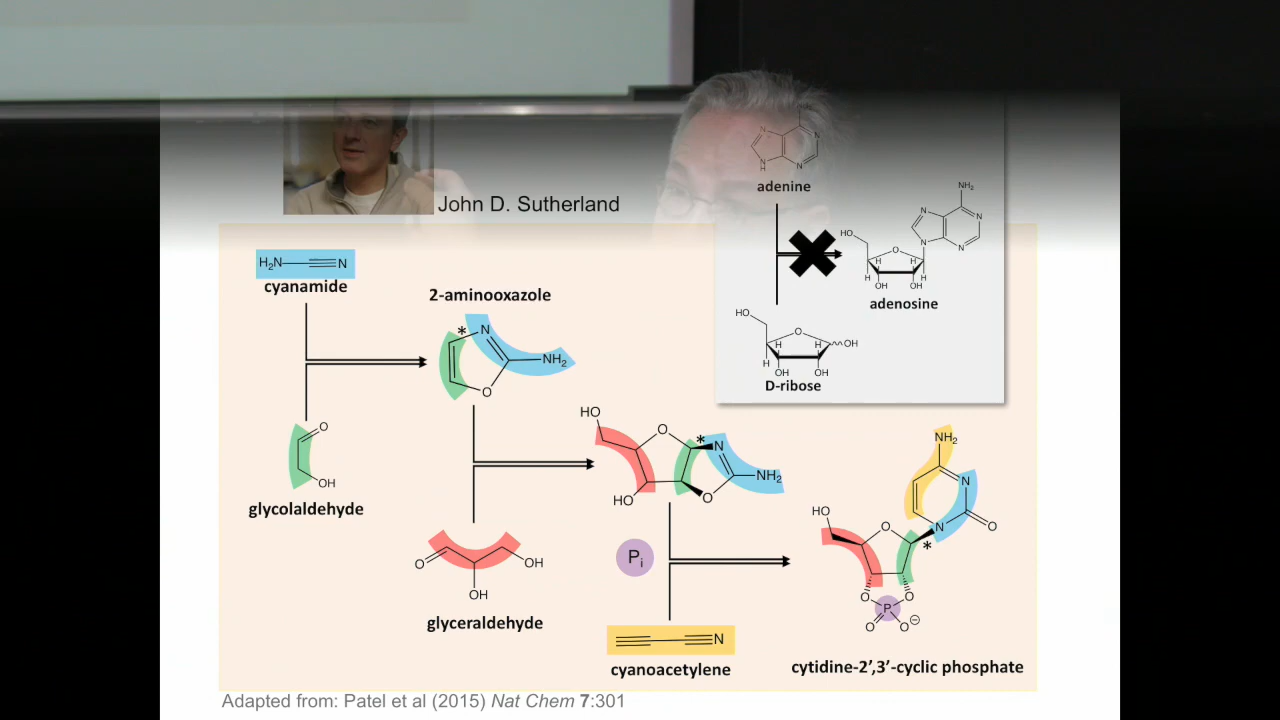 John D. Sutherland
N
N
N
H
N
adenine
NH₂
N
N
N
N
HO
O
H
H
H
H
OH
OH
adenosine
HO
O
H
H
OH
H
OH
OH
D-ribose
H₂N
N
cyanamide
2-aminooxazole
*
N
NH₂
O
O
OH
glycolaldehyde
HO
O
*
N
NH₂
HO
O
O
OH
OH
glyceraldehyde
Pi
N
cyanoacetylene
NH₂
N
HO
O
N
O
*
O
O
P
O
O⊖
cytidine-2’,3’-cyclic phosphate
Adapted from: Patel et al (2015) Nat Chem 7:301